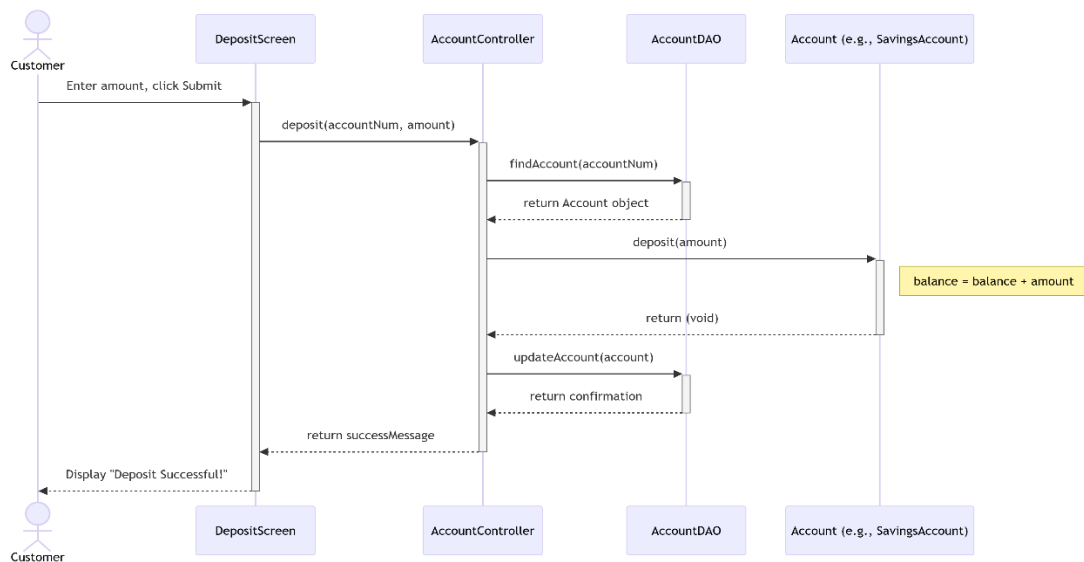 DepositScreen
AccountController
AccountDAO
Account (e.g., SavingsAccount)
Customer
Enter amount, click Submit
deposit(accountNum, amount)
findAccount(accountNum)
return Account object
deposit(amount)
balance = balance + amount
return (void)
updateAccount(account)
return confirmation
return successMessage
Display "Deposit Successful!"
DepositScreen
AccountController
AccountDAO
Account (e.g., SavingsAccount)
Customer